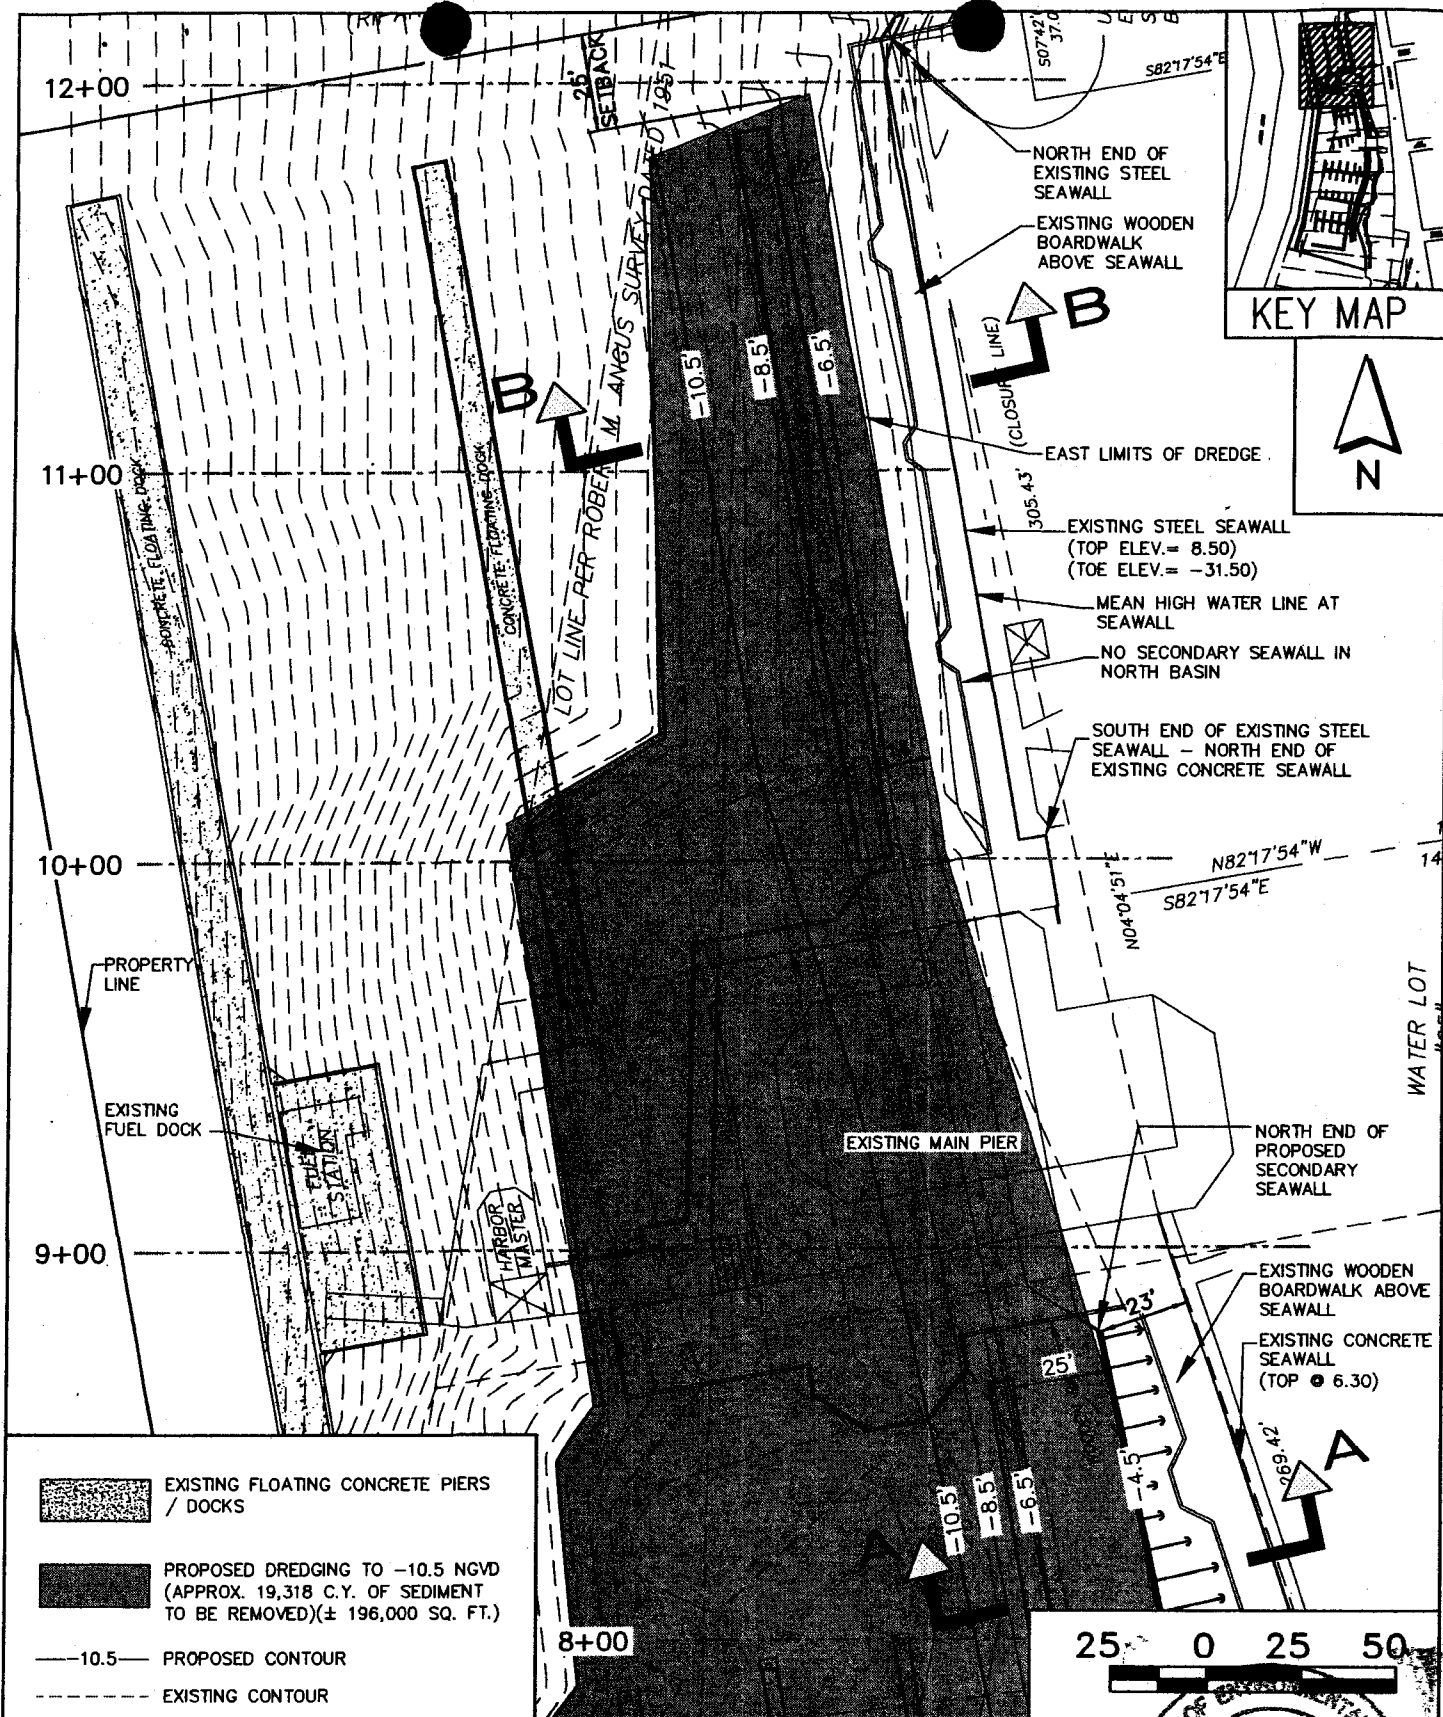 12+00
25'
SETBACK
LOT LINE PER ROBERT M. ANGUS SURVEY DATED 1951
S07°42'
37.0
S82°17'54"E
KEY MAP
N
NORTH END OF
EXISTING STEEL
SEAWALL
EXISTING WOODEN
BOARDWALK
ABOVE SEAWALL
B
B
(CLOSURE LINE)
305.43'
-10.5'
-8.5'
-6.5'
EAST LIMITS OF DREDGE
11+00
CONCRETE FLOATING DOCK
CONCRETE FLOATING DOCK
EXISTING STEEL SEAWALL
(TOP ELEV.= 8.50)
(TOE ELEV.= -31.50)
MEAN HIGH WATER LINE AT
SEAWALL
NO SECONDARY SEAWALL IN
NORTH BASIN
SOUTH END OF EXISTING STEEL
SEAWALL – NORTH END OF
EXISTING CONCRETE SEAWALL
10+00
N82°17'54"W
S82°17'54"E
14
N04°04'51"E
WATER LOT
PROPERTY
LINE
EXISTING
FUEL DOCK
FUEL
STATION
HARBOR
MASTER
EXISTING MAIN PIER
NORTH END OF
PROPOSED
SECONDARY
SEAWALL
9+00
EXISTING WOODEN
BOARDWALK ABOVE
SEAWALL
23'
25'
EXISTING CONCRETE
SEAWALL
(TOP @ 6.30)
269.42'
A
A
-10.5'
-8.5'
-6.5'
-4.5'
EXISTING FLOATING CONCRETE PIERS
/ DOCKS
PROPOSED DREDGING TO -10.5 NGVD
(APPROX. 19,318 C.Y. OF SEDIMENT
TO BE REMOVED)(± 196,000 SQ. FT.)
-10.5 PROPOSED CONTOUR
EXISTING CONTOUR
8+00
25 0 25 50